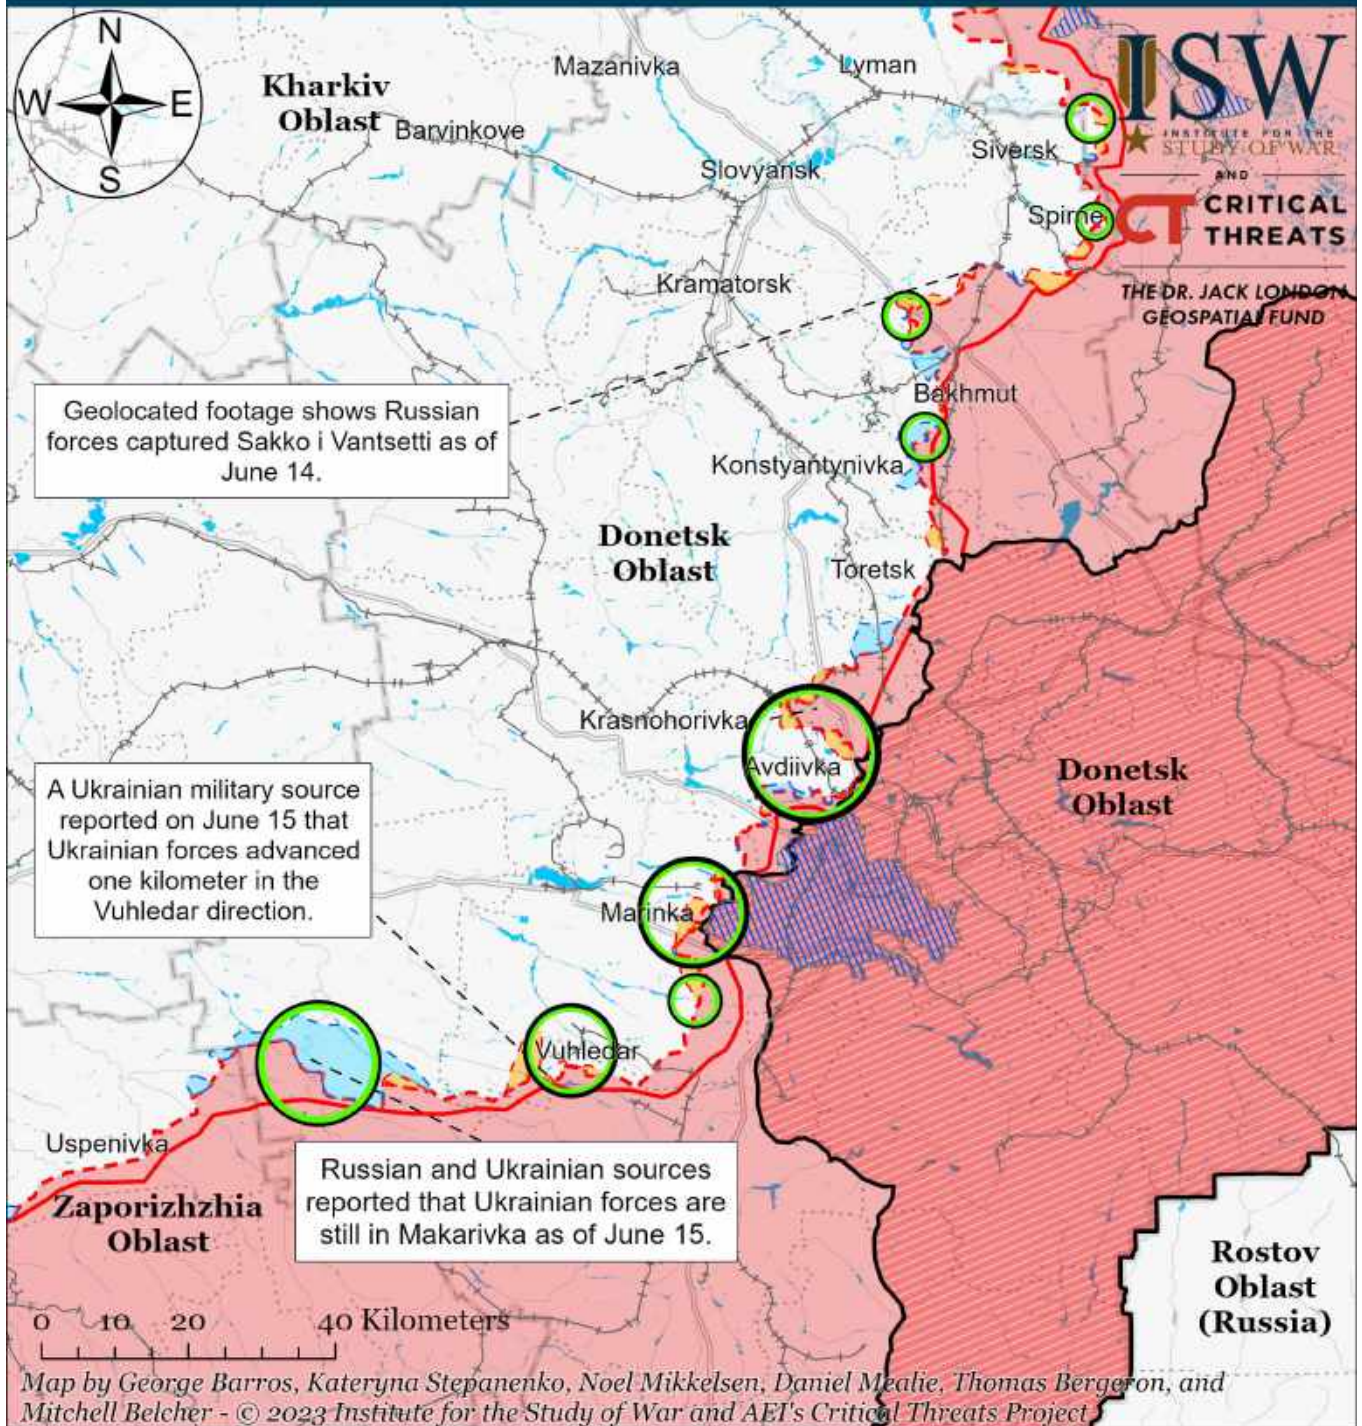 N
W
E
S
Kharkiv
Oblast
Mazanivka
Lyman
Barvinkove
Slovyansk
Siversk
Spirne
ISW
INSTITUTE FOR THE
STUDY OF WAR
AND
CT CRITICAL
THREATS
THE DR. JACK LONDON
GEOSPATIAL FUND
Kramatorsk
Bakhmut
Geolocated footage shows Russian
forces captured Sakko i Vantsetti as of
June 14.
Konstyantynivka
Donetsk
Oblast
Toretsk
Krasnohorivka
Avdiivka
Donetsk
Oblast
A Ukrainian military source
reported on June 15 that
Ukrainian forces advanced
one kilometer in the
Vuhledar direction.
Marinka
Vuhledar
Uspenivka
Russian and Ukrainian sources
reported that Ukrainian forces are
still in Makarivka as of June 15.
Zaporizhzhia
Oblast
Rostov
Oblast
(Russia)
0 10 20 40 Kilometers
Map by George Barros, Kateryna Stepanenko, Noel Mikkelsen, Daniel Mealie, Thomas Bergeron, and
Mitchell Belcher - © 2023 Institute for the Study of War and AEI's Critical Threats Project